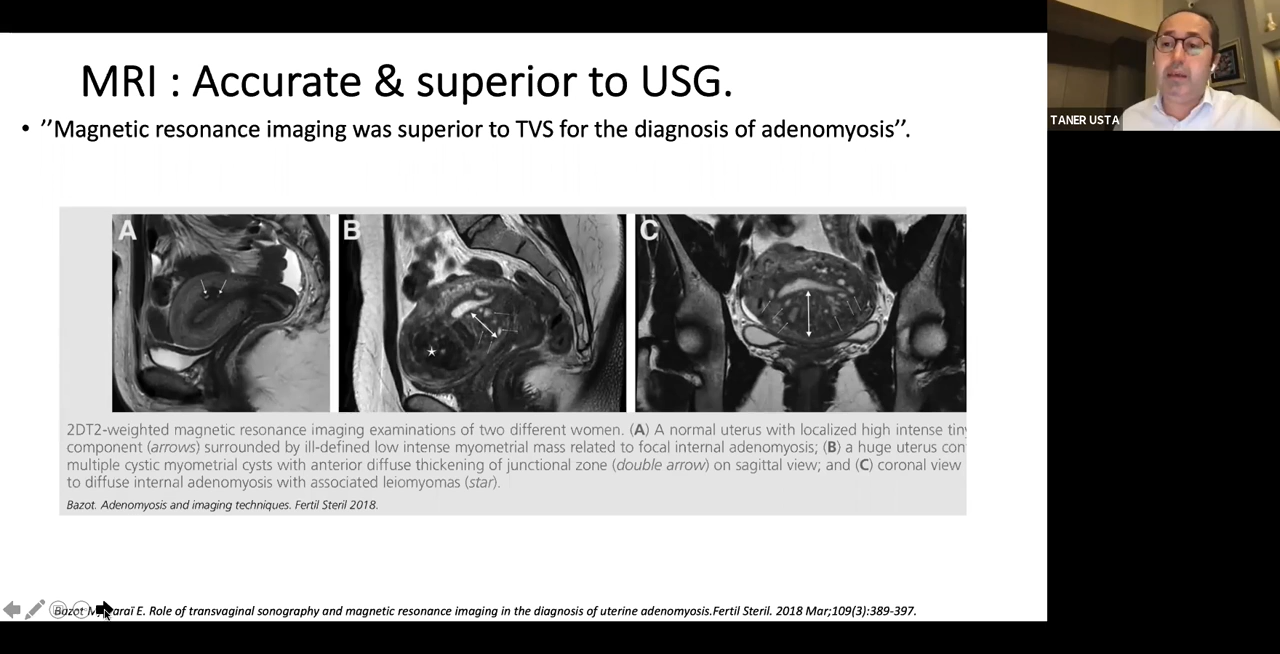 MRI : Accurate & superior to USG.
• ’’Magnetic resonance imaging was superior to TVS for the diagnosis of adenomyosis’’.
TANER USTA
A
B
C
2DT2-weighted magnetic resonance imaging examinations of two different women. (A) A normal uterus with localized high intense tiny
component (arrows) surrounded by ill-defined low intense myometrial mass related to focal internal adenomyosis; (B) a huge uterus con
multiple cystic myometrial cysts with anterior diffuse thickening of junctional zone (double arrow) on sagittal view; and (C) coronal view
to diffuse internal adenomyosis with associated leiomyomas (star).
Bazot. Adenomyosis and imaging techniques. Fertil Steril 2018.
Bazot E. Role of transvaginal sonography and magnetic resonance imaging in the diagnosis of uterine adenomyosis.Fertil Steril. 2018 Mar;109(3):389-397.